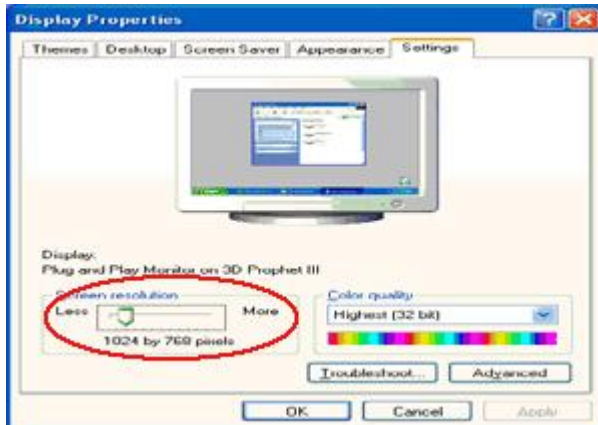 Display Properties
Themes Desktop Screen Saver Appearance Settings
Display:
Plug and Play Monitor on 3D Prophet III
Screen resolution
Less More
1024 by 768 pixels
Color quality
Highest (32 bit)
Troubleshoot... Advanced
OK Cancel Apply